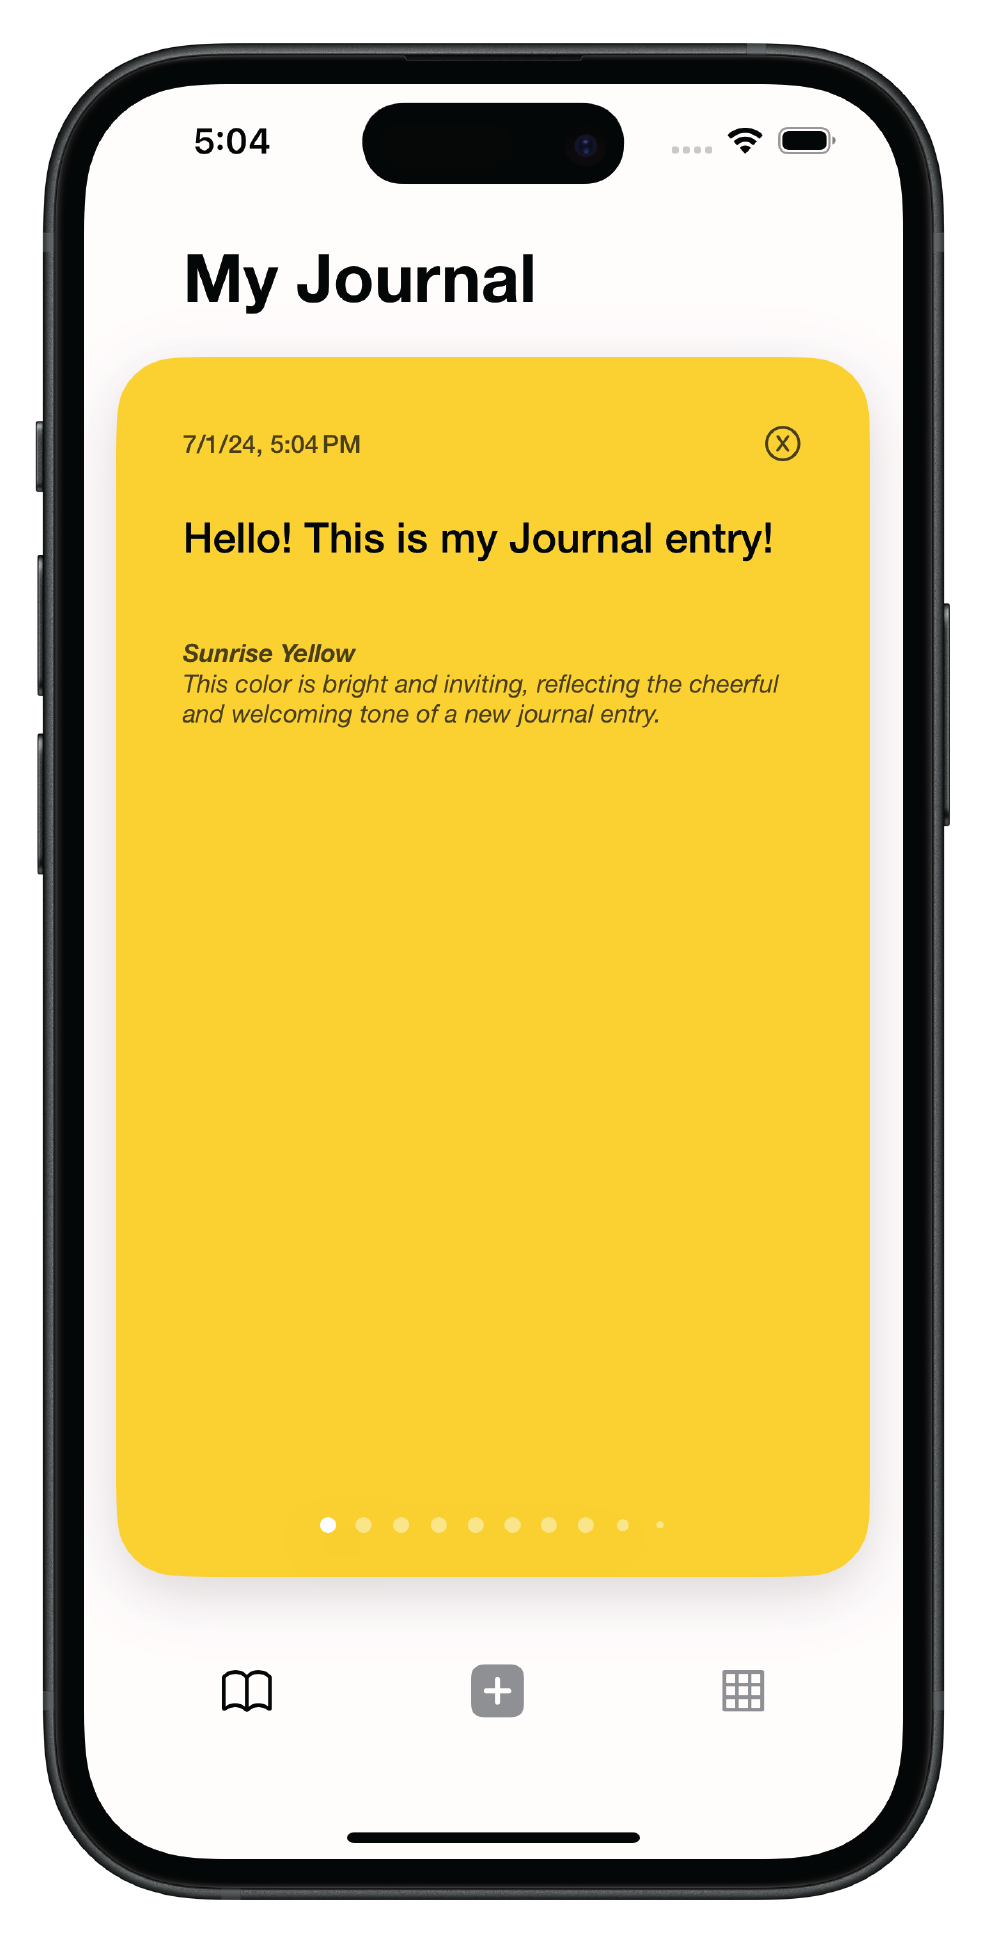 5:04
My Journal
7/1/24, 5:04 PM
Hello! This is my Journal entry!
Sunrise Yellow
This color is bright and inviting, reflecting the cheerful
and welcoming tone of a new journal entry.